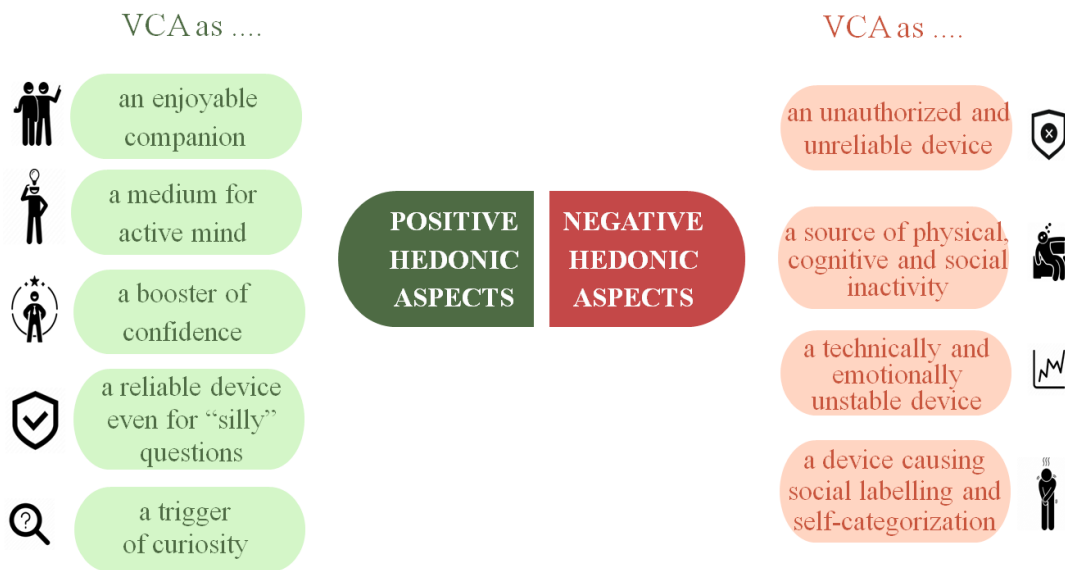 VCA as ....
an enjoyable
companion
a medium for
active mind
a booster of
confidence
a reliable device
even for “silly”
questions
?
a trigger
of curiosity
POSITIVE
HEDONIC
ASPECTS
NEGATIVE
HEDONIC
ASPECTS
VCA as ....
an unauthorized and
unreliable device
a source of physical,
cognitive and social
inactivity
a technically and
emotionally
unstable device
a device causing
social labelling and
self-categorization